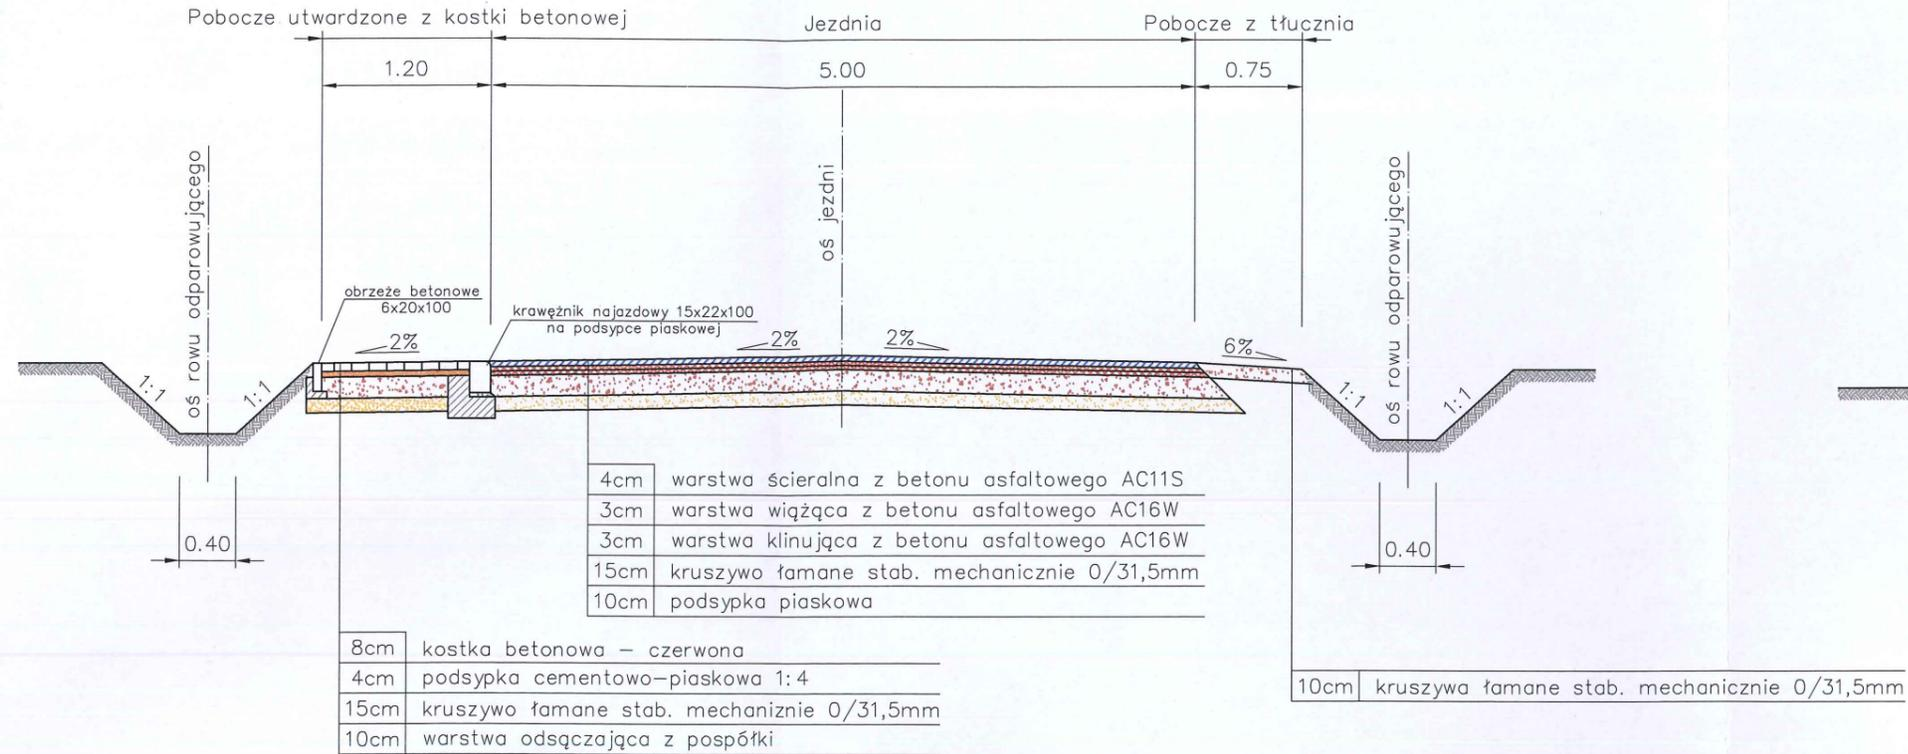 Pobocze utwardzone z kostki betonowej
Jezdnia
Pobocze z tłucznia
1.20
5.00
0.75
oś rowu odparowującego
oś jezdni
oś rowu odparowującego
obrzeże betonowe
6x20x100
krawężnik najazdowy 15x22x100
na podsypce piaskowej
2%
2%
2%
6%
1:1
1:1
1:1
1:1
0.40
0.40
4cm warstwa ścieralna z betonu asfaltowego AC11S
3cm warstwa wiążąca z betonu asfaltowego AC16W
3cm warstwa klinująca z betonu asfaltowego AC16W
15cm kruszywo łamane stab. mechanicznie 0/31,5mm
10cm podsypka piaskowa
8cm kostka betonowa – czerwona
4cm podsypka cementowo–piaskowa 1:4
15cm kruszywo łamane stab. mechaniznie 0/31,5mm
10cm warstwa odsączająca z pospółki
10cm kruszywa łamane stab. mechanicznie 0/31,5mm